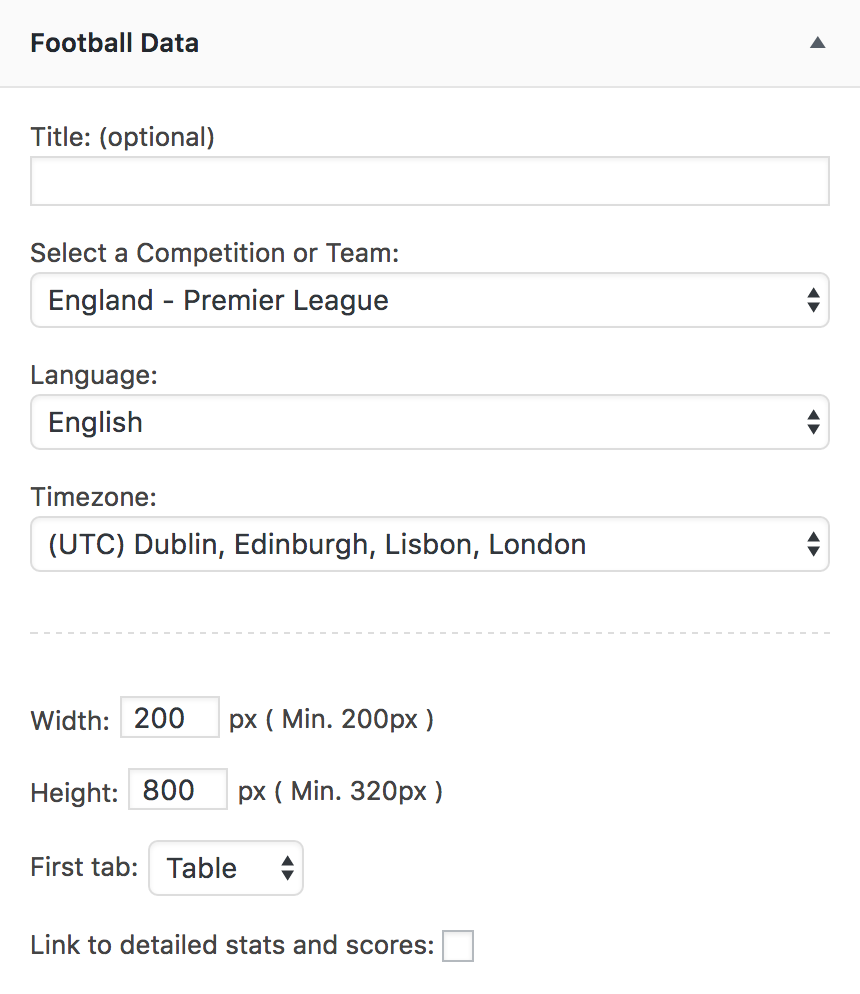 Football Data
Title: (optional)
Select a Competition or Team:
England - Premier League
Language:
English
Timezone:
(UTC) Dublin, Edinburgh, Lisbon, London
Width: 200 px ( Min. 200px )
Height: 800 px ( Min. 320px )
First tab: Table
Link to detailed stats and scores: